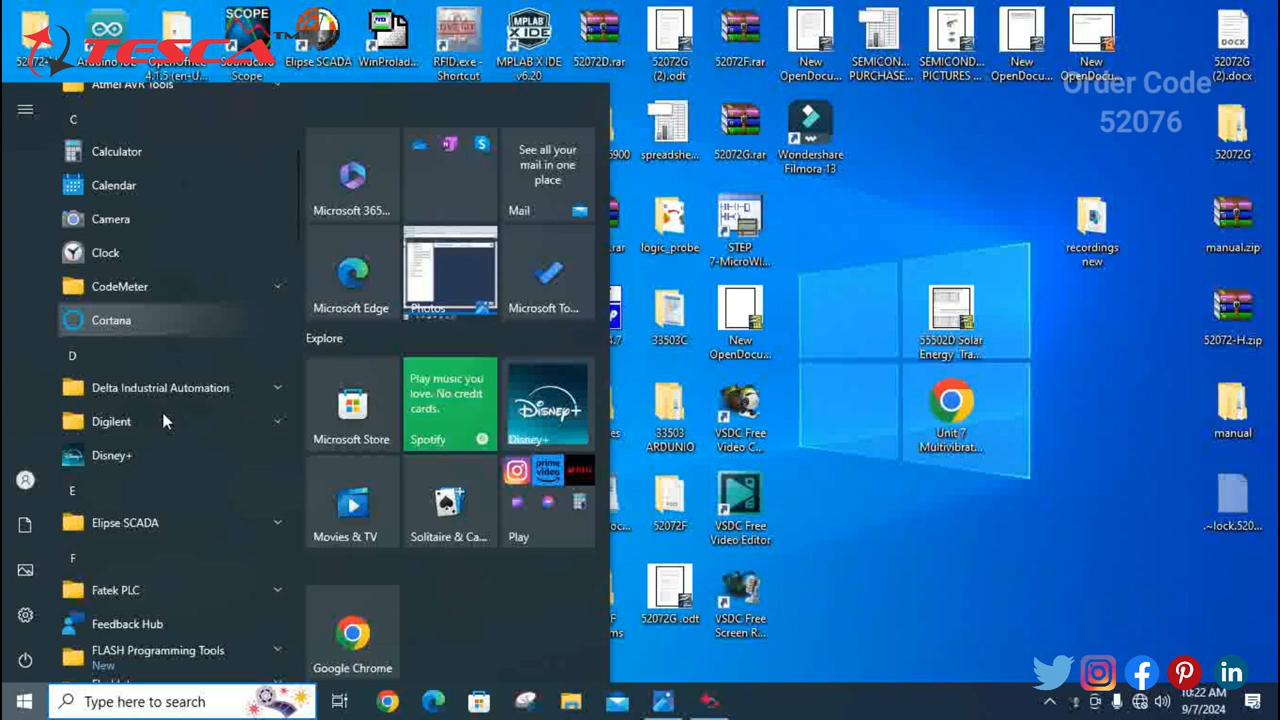 TESCA™
Order Code
52076
SCOPE
Elipse SCADA
WinProlad...
RFID.exe -
Shortcut
MPLAB X IDE
v6.20
52072D.rar
52072G
(2).odt
52072F.rar
New
OpenDocu...
SEMICON...
PURCHASE...
SEMICOND...
PICTURES ...
New
OpenDocu...
New
OpenDocu...
52072G
(2).docx
Atmel AVR Tools
C
Calculator
Calendar
Camera
Clock
CodeMeter
Cortana
D
Delta Industrial Automation
Digilent
Disney+
E
Elipse SCADA
F
Fatek PLC
Feedback Hub
FLASH Programming Tools
New
Microsoft 365...
See all your
mail in one
place
Mail
Microsoft Edge
Photos
Microsoft To...
Explore
Microsoft Store
Play music you
love. No credit
cards.
Spotify
Disney+
Disney+
prime
video
Movies & TV
Solitaire & Ca...
Play
Google Chrome
spreadshe...
52072G.rar
Wondershare
Filmora 13
52072G
logic_probe
STEP
7-MicroWI...
recordings
new
manual.zip
33503C
New
OpenDocu...
55502D Solar
Energy Tra...
52072-H.zip
33503
ARDUNIO
VSDC Free
Video C...
Unit 7
Multivibrat...
manual
52072F
VSDC Free
Video Editor
.~lock.520...
52072G .odt
VSDC Free
Screen R...
Type here to search
10:22 AM
9/7/2024